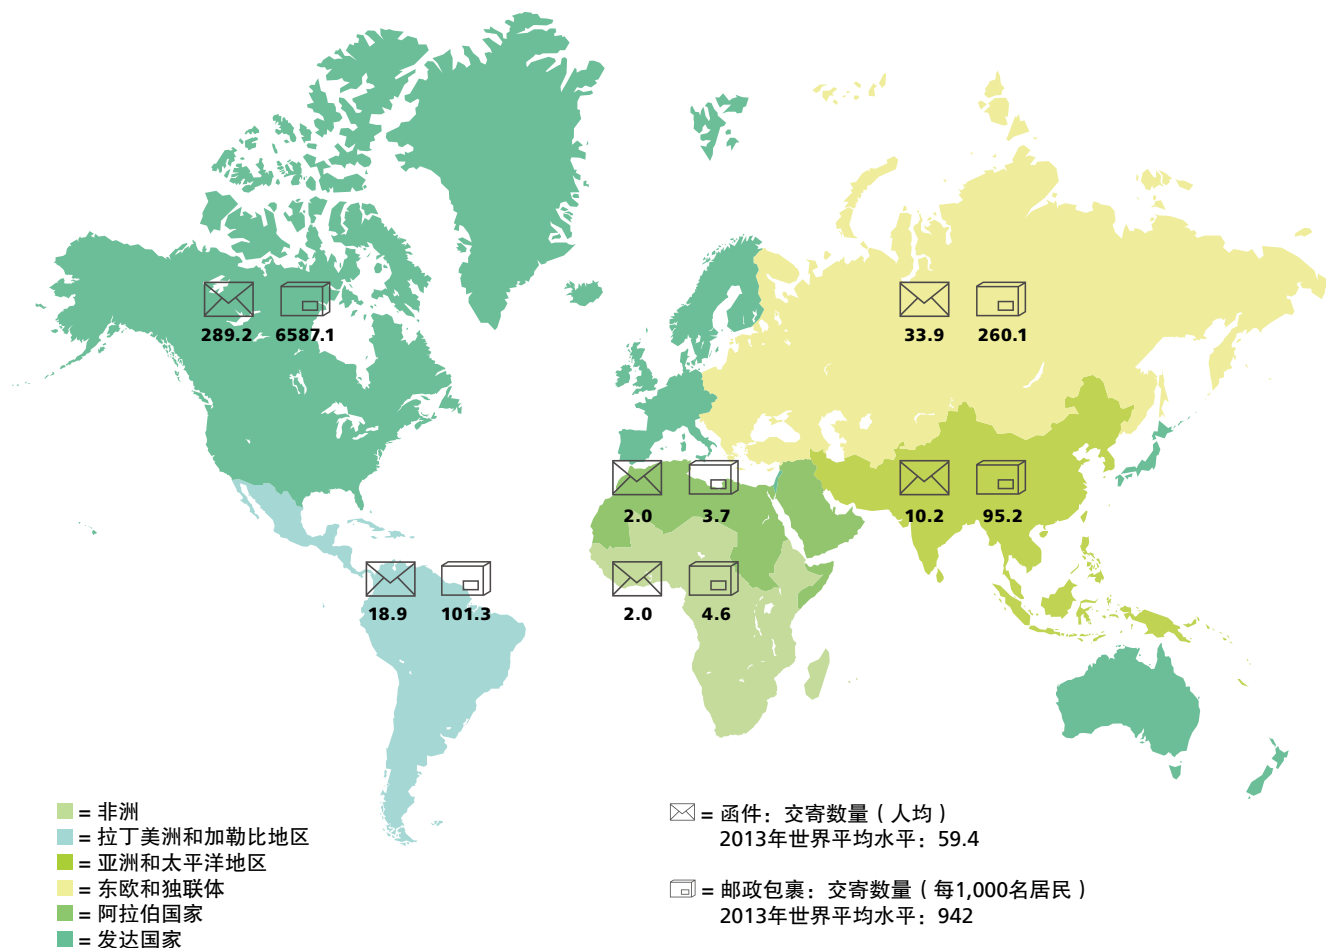 289.2 6587.1
33.9 260.1
2.0 3.7
10.2 95.2
18.9 101.3
2.0 4.6
= 非洲
= 拉丁美洲和加勒比地区
= 亚洲和太平洋地区
= 东欧和独联体
= 阿拉伯国家
= 发达国家
= 函件：交寄数量（人均）
2013年世界平均水平：59.4
= 邮政包裹：交寄数量（每1,000名居民）
2013年世界平均水平：942